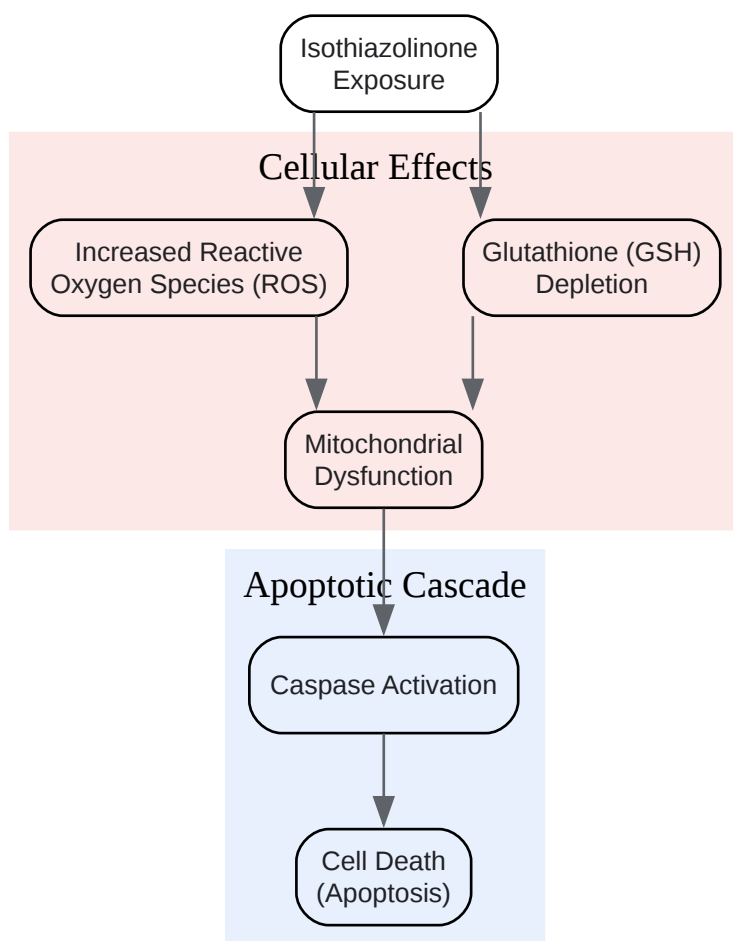 Isothiazolinone
Exposure
Cellular Effects
Increased Reactive
Oxygen Species (ROS)
Glutathione (GSH)
Depletion
Mitochondrial
Dysfunction
Apoptotic Cascade
Caspase Activation
Cell Death
(Apoptosis)